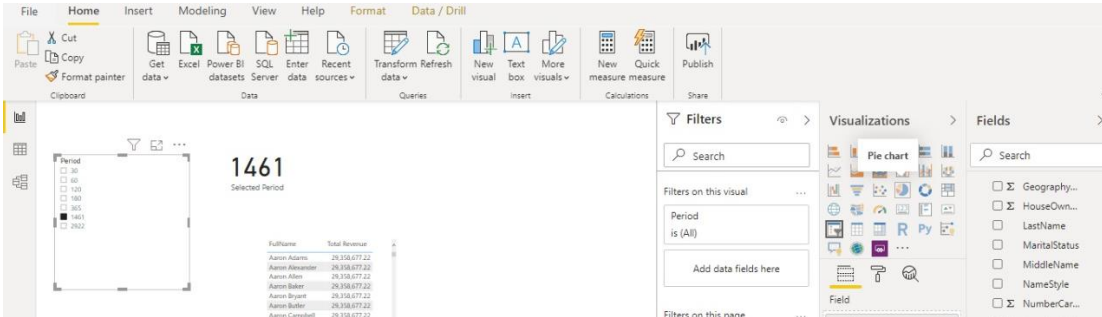 File Home Insert Modeling View Help Format Data / Drill
Cut
Copy
Format painter
Paste
Clipboard
Get data
Excel
Power BI datasets
SQL Server
Enter data
Recent sources
Data
Transform data
Refresh
Queries
New visual
Text box
More visuals
Insert
New measure
Quick measure
Calculations
Publish
Share
Period
30
60
120
180
365
1461
2922
1461
Selected Period
FullName Total Revenue
Aaron Adams 29,358,677.22
Aaron Alexander 29,358,677.22
Aaron Allen 29,358,677.22
Aaron Baker 29,358,677.22
Aaron Bryant 29,358,677.22
Aaron Butler 29,358,677.22
Aaron Campbell 29,358,677.22
Filters
Search
Filters on this visual
Period
is (All)
Add data fields here
Filters on this page
Visualizations
Pie chart
R Py
Field
Fields
Search
Σ Geography...
Σ HouseOwn...
LastName
MaritalStatus
MiddleName
NameStyle
Σ NumberCar...